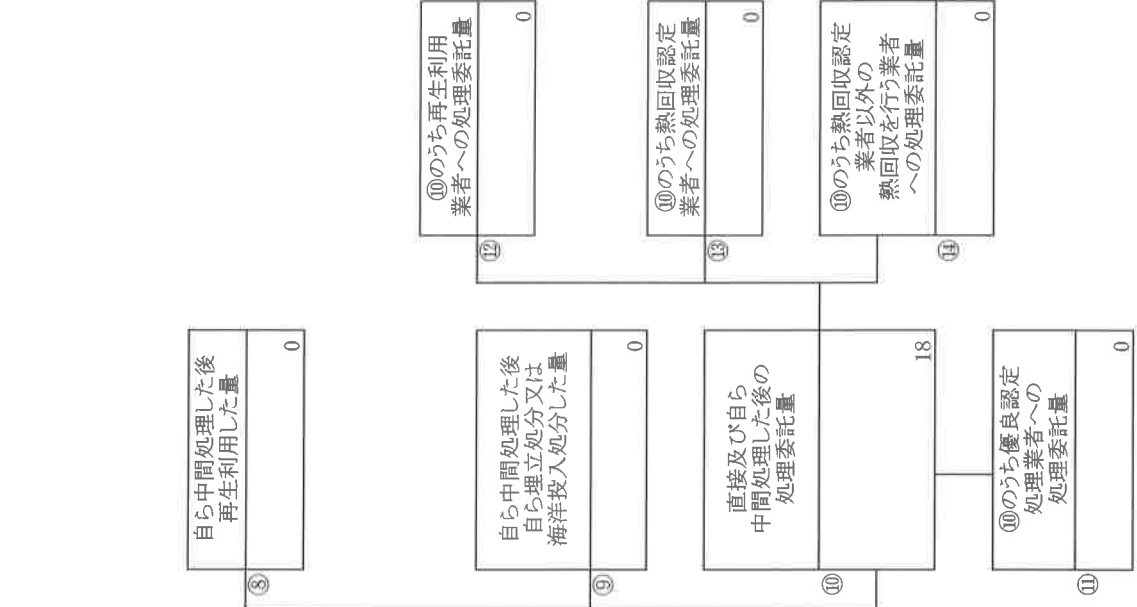 ⑧
自ら中間処理した後
再生利用した量
0
⑨
自ら中間処理した後
自ら埋立処分又は
海洋投入処分した量
0
⑩
直接及び自ら
中間処理した後の
処理委託量
18
⑪
⑩のうち優良認定
処理業者への
処理委託量
0
⑫
⑩のうち再生利用
業者への処理委託量
0
⑬
⑩のうち熱回収認定
業者への処理委託量
0
⑭
⑩のうち熱回収認定
業者以外の
熱回収を行う業者
への処理委託量
0